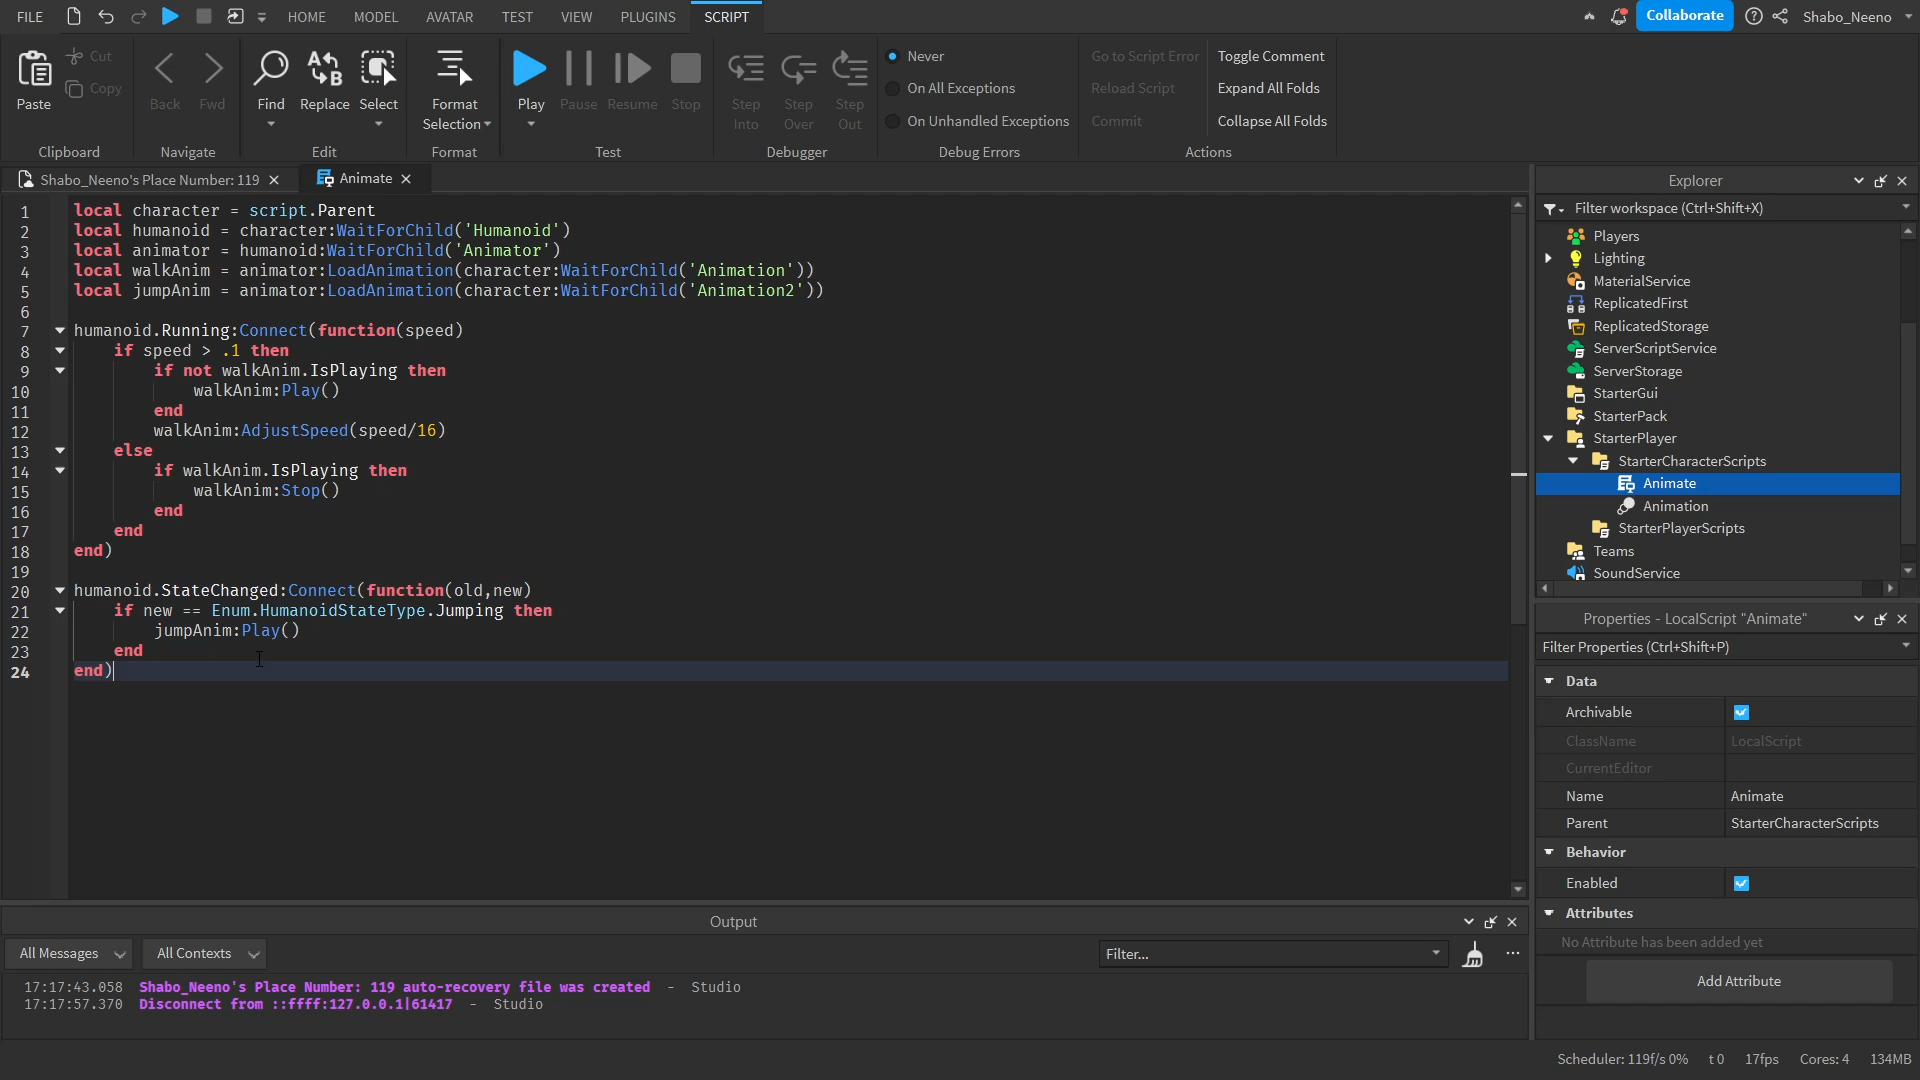 FILE HOME MODEL AVATAR TEST VIEW PLUGINS SCRIPT Collaborate Shabo_Neeno
Paste Cut Copy Back Fwd Find Replace Select Format Selection Play Pause Resume Stop Step Into Step Over Step Out
Never Go to Script Error Toggle Comment
On All Exceptions Reload Script Expand All Folds
On Unhandled Exceptions Commit Collapse All Folds
Clipboard Navigate Edit Format Test Debugger Debug Errors Actions
Shabo_Neeno's Place Number: 119 Animate
1 local character = script.Parent
2 local humanoid = character:WaitForChild('Humanoid')
3 local animator = humanoid:WaitForChild('Animator')
4 local walkAnim = animator:LoadAnimation(character:WaitForChild('Animation'))
5 local jumpAnim = animator:LoadAnimation(character:WaitForChild('Animation2'))
6
7 humanoid.Running:Connect(function(speed)
8 if speed > .1 then
9 if not walkAnim.IsPlaying then
10 walkAnim:Play()
11 end
12 walkAnim:AdjustSpeed(speed/16)
13 else
14 if walkAnim.IsPlaying then
15 walkAnim:Stop()
16 end
17 end
18 end)
19
20 humanoid.StateChanged:Connect(function(old,new)
21 if new == Enum.HumanoidStateType.Jumping then
22 jumpAnim:Play()
23 end
24 end)
Explorer
Filter workspace (Ctrl+Shift+X)
Players
Lighting
MaterialService
ReplicatedFirst
ReplicatedStorage
ServerScriptService
ServerStorage
StarterGui
StarterPack
StarterPlayer
StarterCharacterScripts
Animate
Animation
StarterPlayerScripts
Teams
SoundService
Properties - LocalScript "Animate"
Filter Properties (Ctrl+Shift+P)
Data
Archivable
ClassName LocalScript
CurrentEditor
Name Animate
Parent StarterCharacterScripts
Behavior
Enabled
Attributes
No Attribute has been added yet
Add Attribute
Output
All Messages All Contexts Filter...
17:17:43.058 Shabo_Neeno's Place Number: 119 auto-recovery file was created - Studio
17:17:57.370 Disconnect from ::ffff:127.0.0.1|61417 - Studio
Scheduler: 119f/s 0% t 0 17fps Cores: 4 134MB